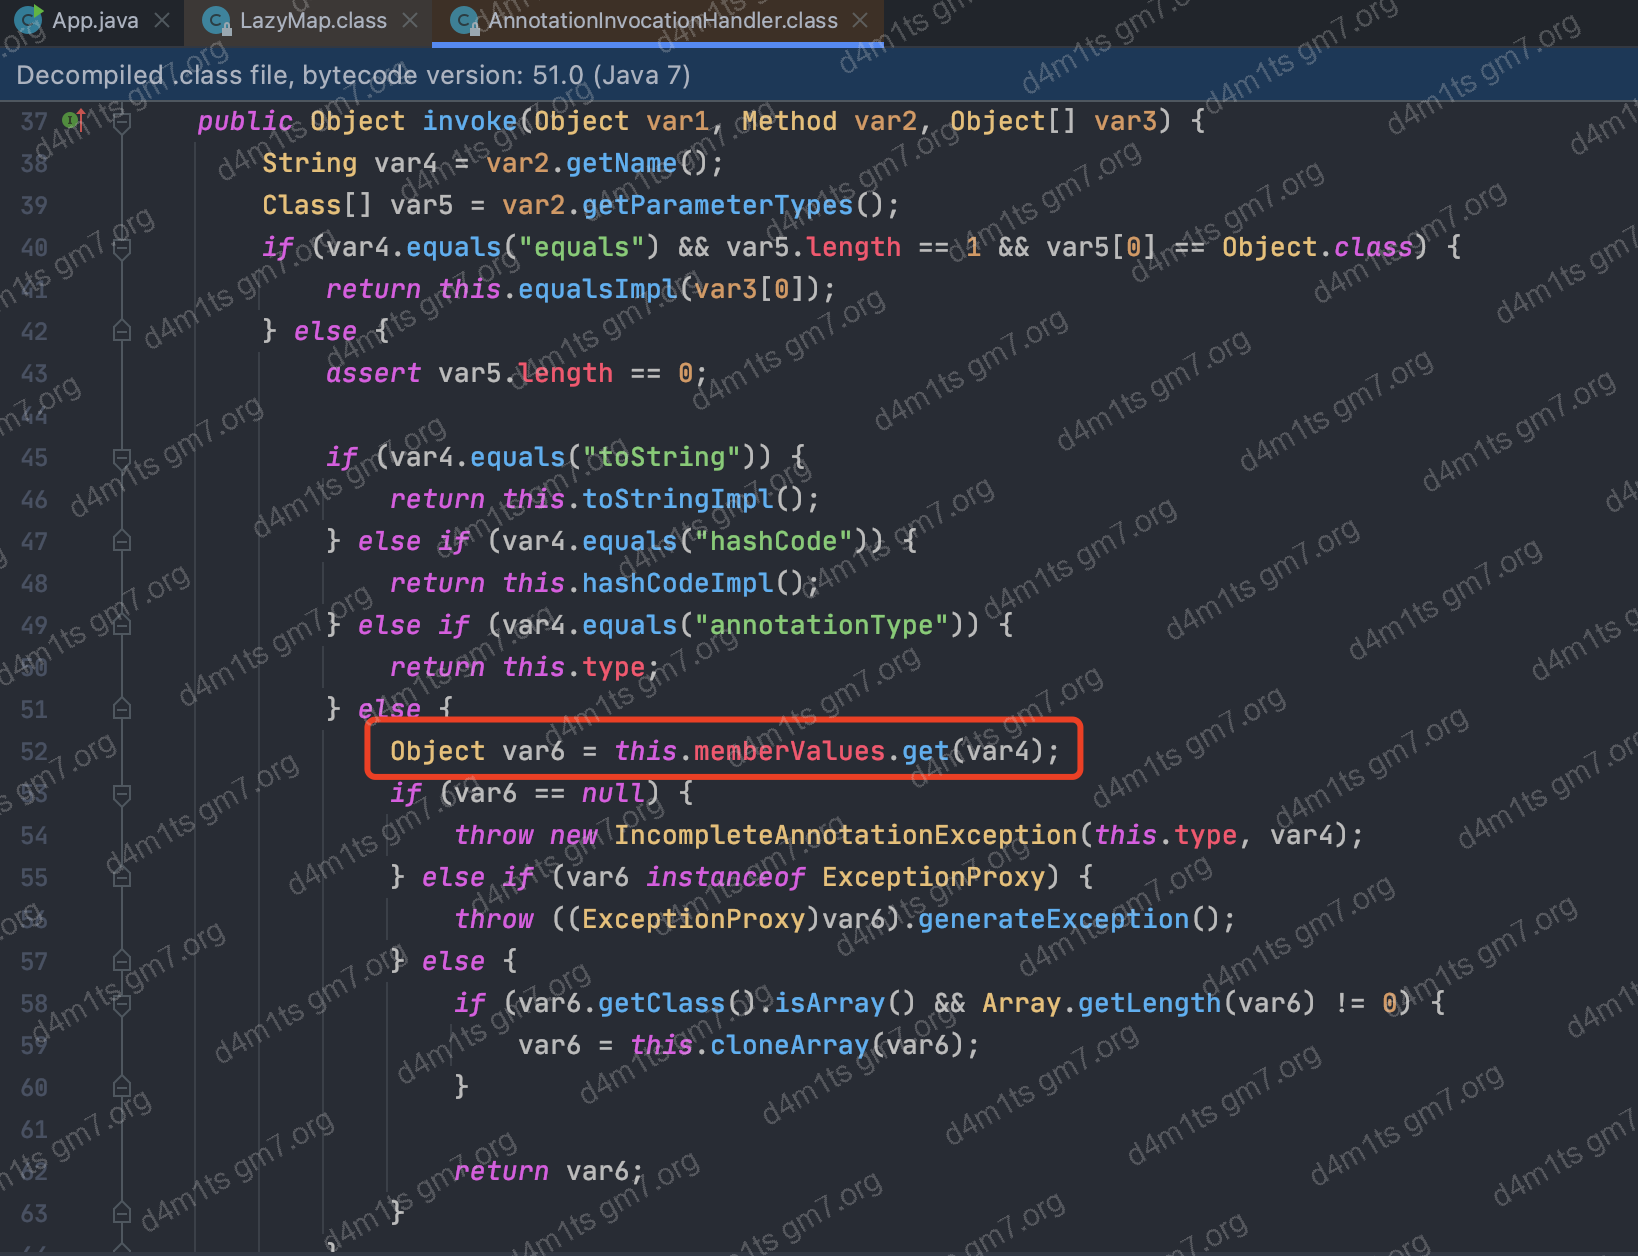 App.java
LazyMap.class
AnnotationInvocationHandler.class
Decompiled .class file, bytecode version: 51.0 (Java 7)
37 public Object invoke(Object var1, Method var2, Object[] var3) {
38 String var4 = var2.getName();
39 Class[] var5 = var2.getParameterTypes();
40 if (var4.equals("equals") && var5.length == 1 && var5[0] == Object.class) {
41 return this.equalsImpl(var3[0]);
42 } else {
43 assert var5.length == 0;
44
45 if (var4.equals("toString")) {
46 return this.toStringImpl();
47 } else if (var4.equals("hashCode")) {
48 return this.hashCodeImpl();
49 } else if (var4.equals("annotationType")) {
50 return this.type;
51 } else {
52 Object var6 = this.memberValues.get(var4);
53 if (var6 == null) {
54 throw new IncompleteAnnotationException(this.type, var4);
55 } else if (var6 instanceof ExceptionProxy) {
56 throw ((ExceptionProxy)var6).generateException();
57 } else {
58 if (var6.getClass().isArray() && Array.getLength(var6) != 0) {
59 var6 = this.cloneArray(var6);
60 }
61
62 return var6;
63 }
d4m1ts gm7.org